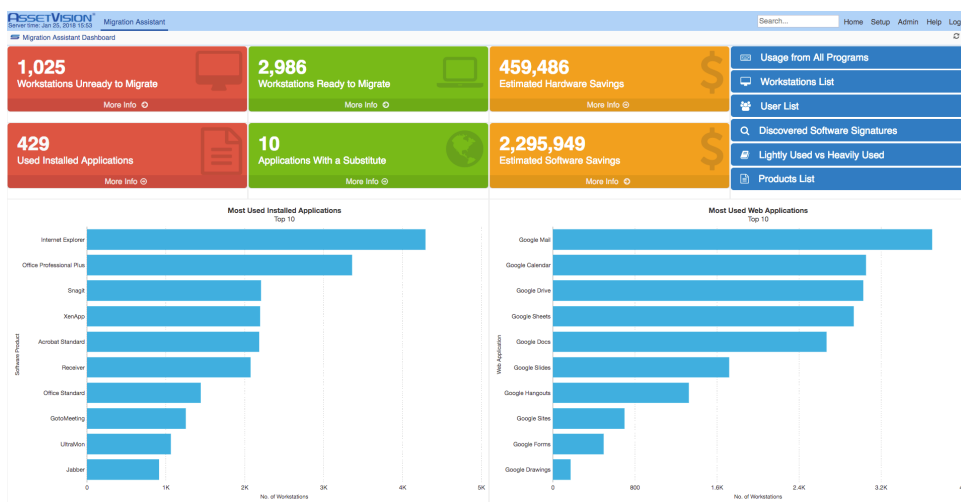 ASSETVISION®
Server time: Jan 25, 2018 15:53
Migration Assistant
Search...
Home Setup Admin Help Log
Migration Assistant Dashboard
1,025
Workstations Unready to Migrate
More Info
2,986
Workstations Ready to Migrate
More Info
459,486
Estimated Hardware Savings
More Info
429
Used Installed Applications
More Info
10
Applications With a Substitute
More Info
2,295,949
Estimated Software Savings
More Info
Usage from All Programs
Workstations List
User List
Discovered Software Signatures
Lightly Used vs Heavily Used
Products List
Most Used Installed Applications
Top 10
Software Product
Internet Explorer
Office Professional Plus
Snagit
XenApp
Acrobat Standard
Receiver
Office Standard
GotoMeeting
UltraMon
Jabber
0 1K 2K 3K 4K 5K
No. of Workstations
Most Used Web Applications
Top 10
Web Application
Google Mail
Google Calendar
Google Drive
Google Sheets
Google Docs
Google Slides
Google Hangouts
Google Sites
Google Forms
Google Drawings
0 800 1.6K 2.4K 3.2K
No. of Workstations